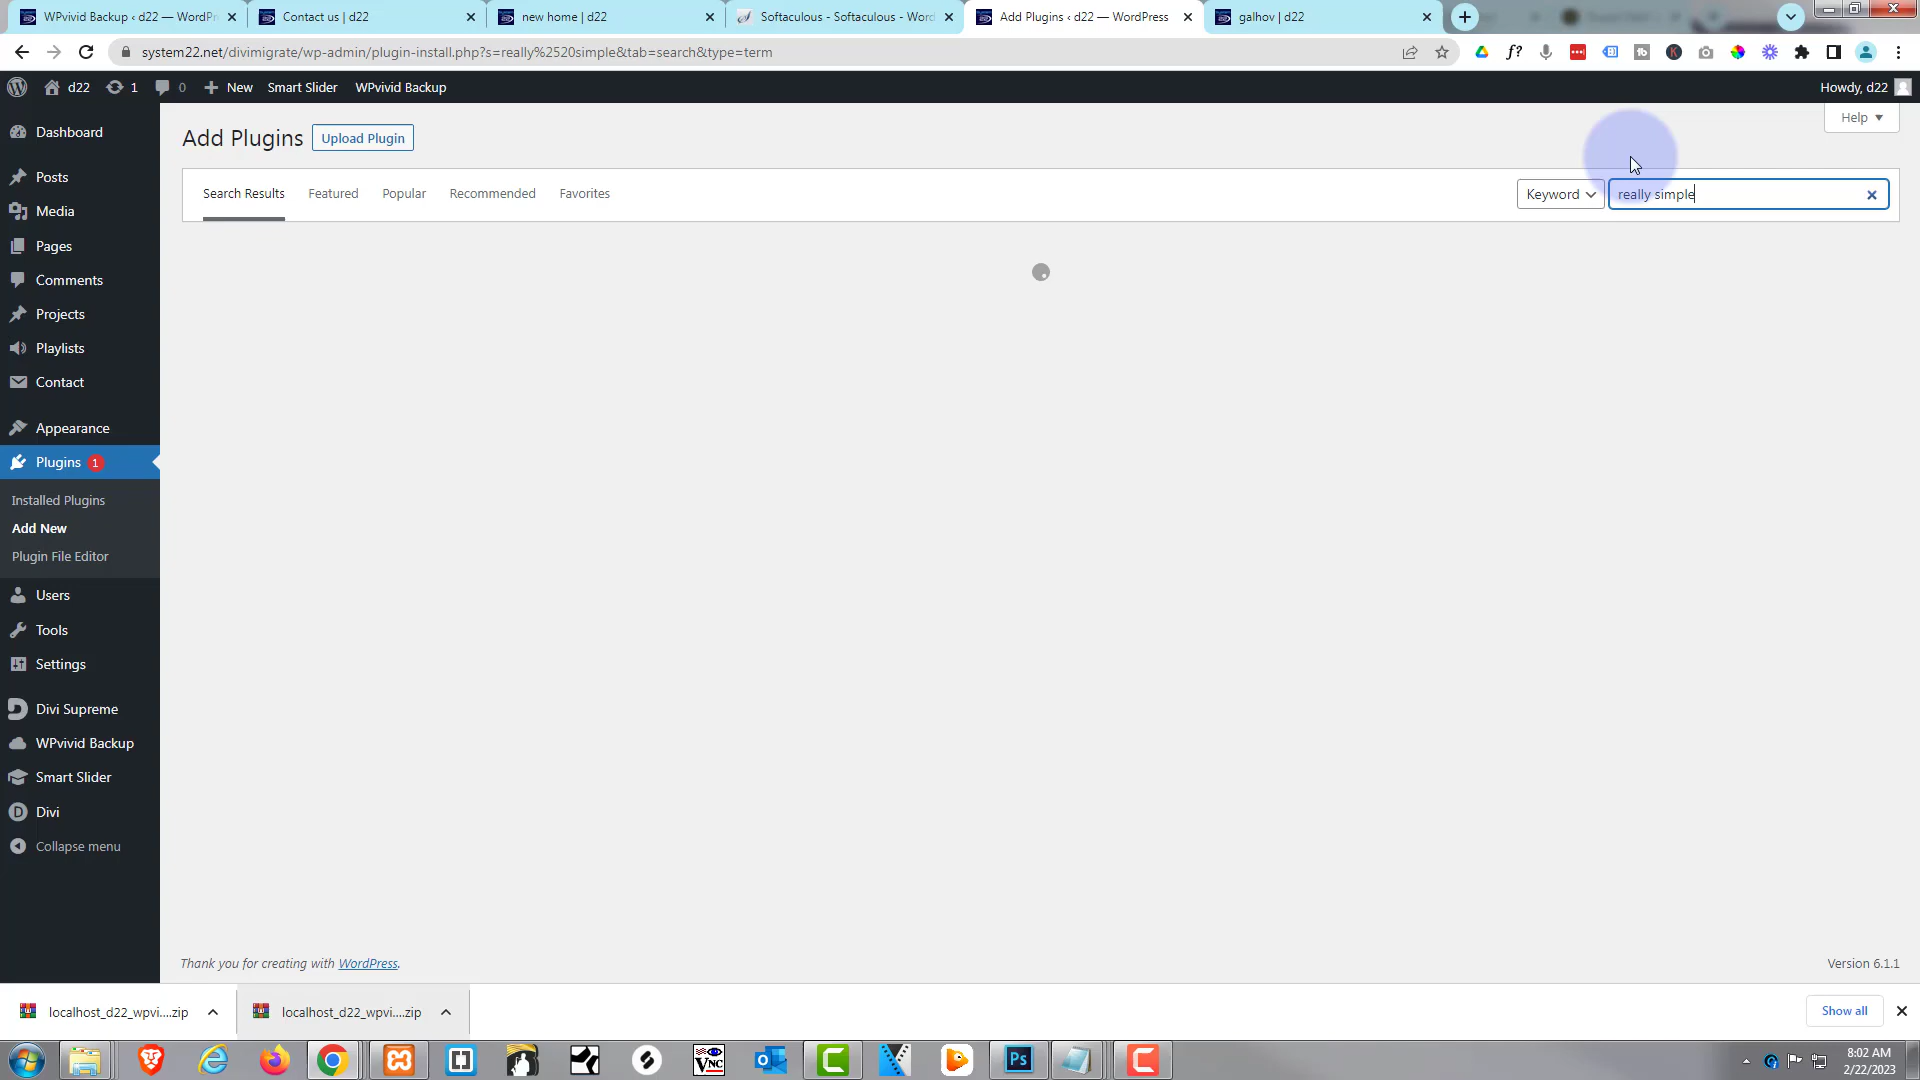 WPvivid Backup ‹ d22 — WordPr
Contact us | d22
new home | d22
Softaculous - Softaculous - Word
Add Plugins ‹ d22 — WordPress
galhov | d22
system22.net/divimigrate/wp-admin/plugin-install.php?s=really%2520simple&tab=search&type=term
d22
1
0
New
Smart Slider
WPvivid Backup
Howdy, d22
Dashboard
Posts
Media
Pages
Comments
Projects
Playlists
Contact
Appearance
Plugins 1
Installed Plugins
Add New
Plugin File Editor
Users
Tools
Settings
Divi Supreme
WPvivid Backup
Smart Slider
Divi
Collapse menu
Help
Add Plugins
Upload Plugin
Search Results
Featured
Popular
Recommended
Favorites
Keyword
really simple
Thank you for creating with WordPress.
Version 6.1.1
localhost_d22_wpvi....zip
localhost_d22_wpvi....zip
Show all
VNC
Ps
8:02 AM
2/22/2023